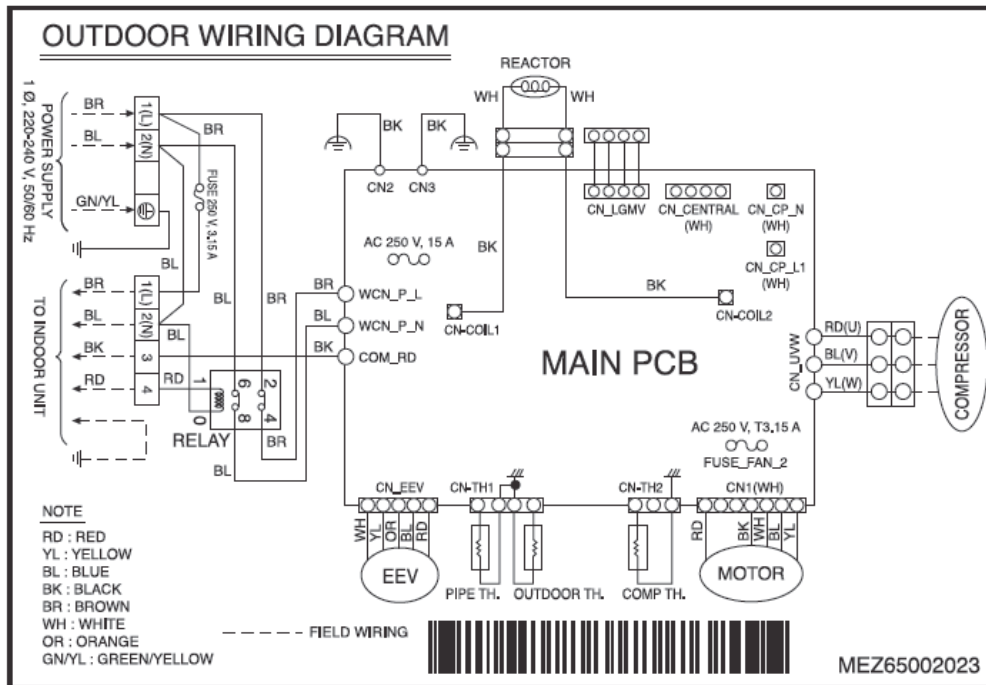 OUTDOOR WIRING DIAGRAM
POWER SUPPLY
1 Ø, 220-240 V, 50/60 Hz
BR
BL
GN/YL
1(L)
2(N)
BR
FUSE 250 V, 3.15 A
BL
TO INDOOR UNIT
BR
BL
BK
RD
1(L)
2(N)
3
4
BL
RD
BL
BR
1
0
6
8
2
4
RELAY
BR
BL
BR
BL
BK
WCN_P_L
WCN_P_N
COM_RD
BK
BK
CN2
CN3
REACTOR
WH
WH
AC 250 V, 15 A
BK
BK
CN-COIL1
CN-COIL2
CN_LGMV
CN_CENTRAL
(WH)
CN_CP_N
(WH)
CN_CP_L1
(WH)
MAIN PCB
CN_UVW
RD(U)
BL(V)
YL(W)
COMPRESSOR
AC 250 V, T3.15 A
FUSE_FAN_2
CN_EEV
WH
YL
OR
BL
RD
EEV
CN-TH1
PIPE TH.
OUTDOOR TH.
CN-TH2
COMP TH.
CN1(WH)
RD
BK
WH
BL
YL
MOTOR
NOTE
RD : RED
YL : YELLOW
BL : BLUE
BK : BLACK
BR : BROWN
WH : WHITE
OR : ORANGE
GN/YL : GREEN/YELLOW
FIELD WIRING
MEZ65002023